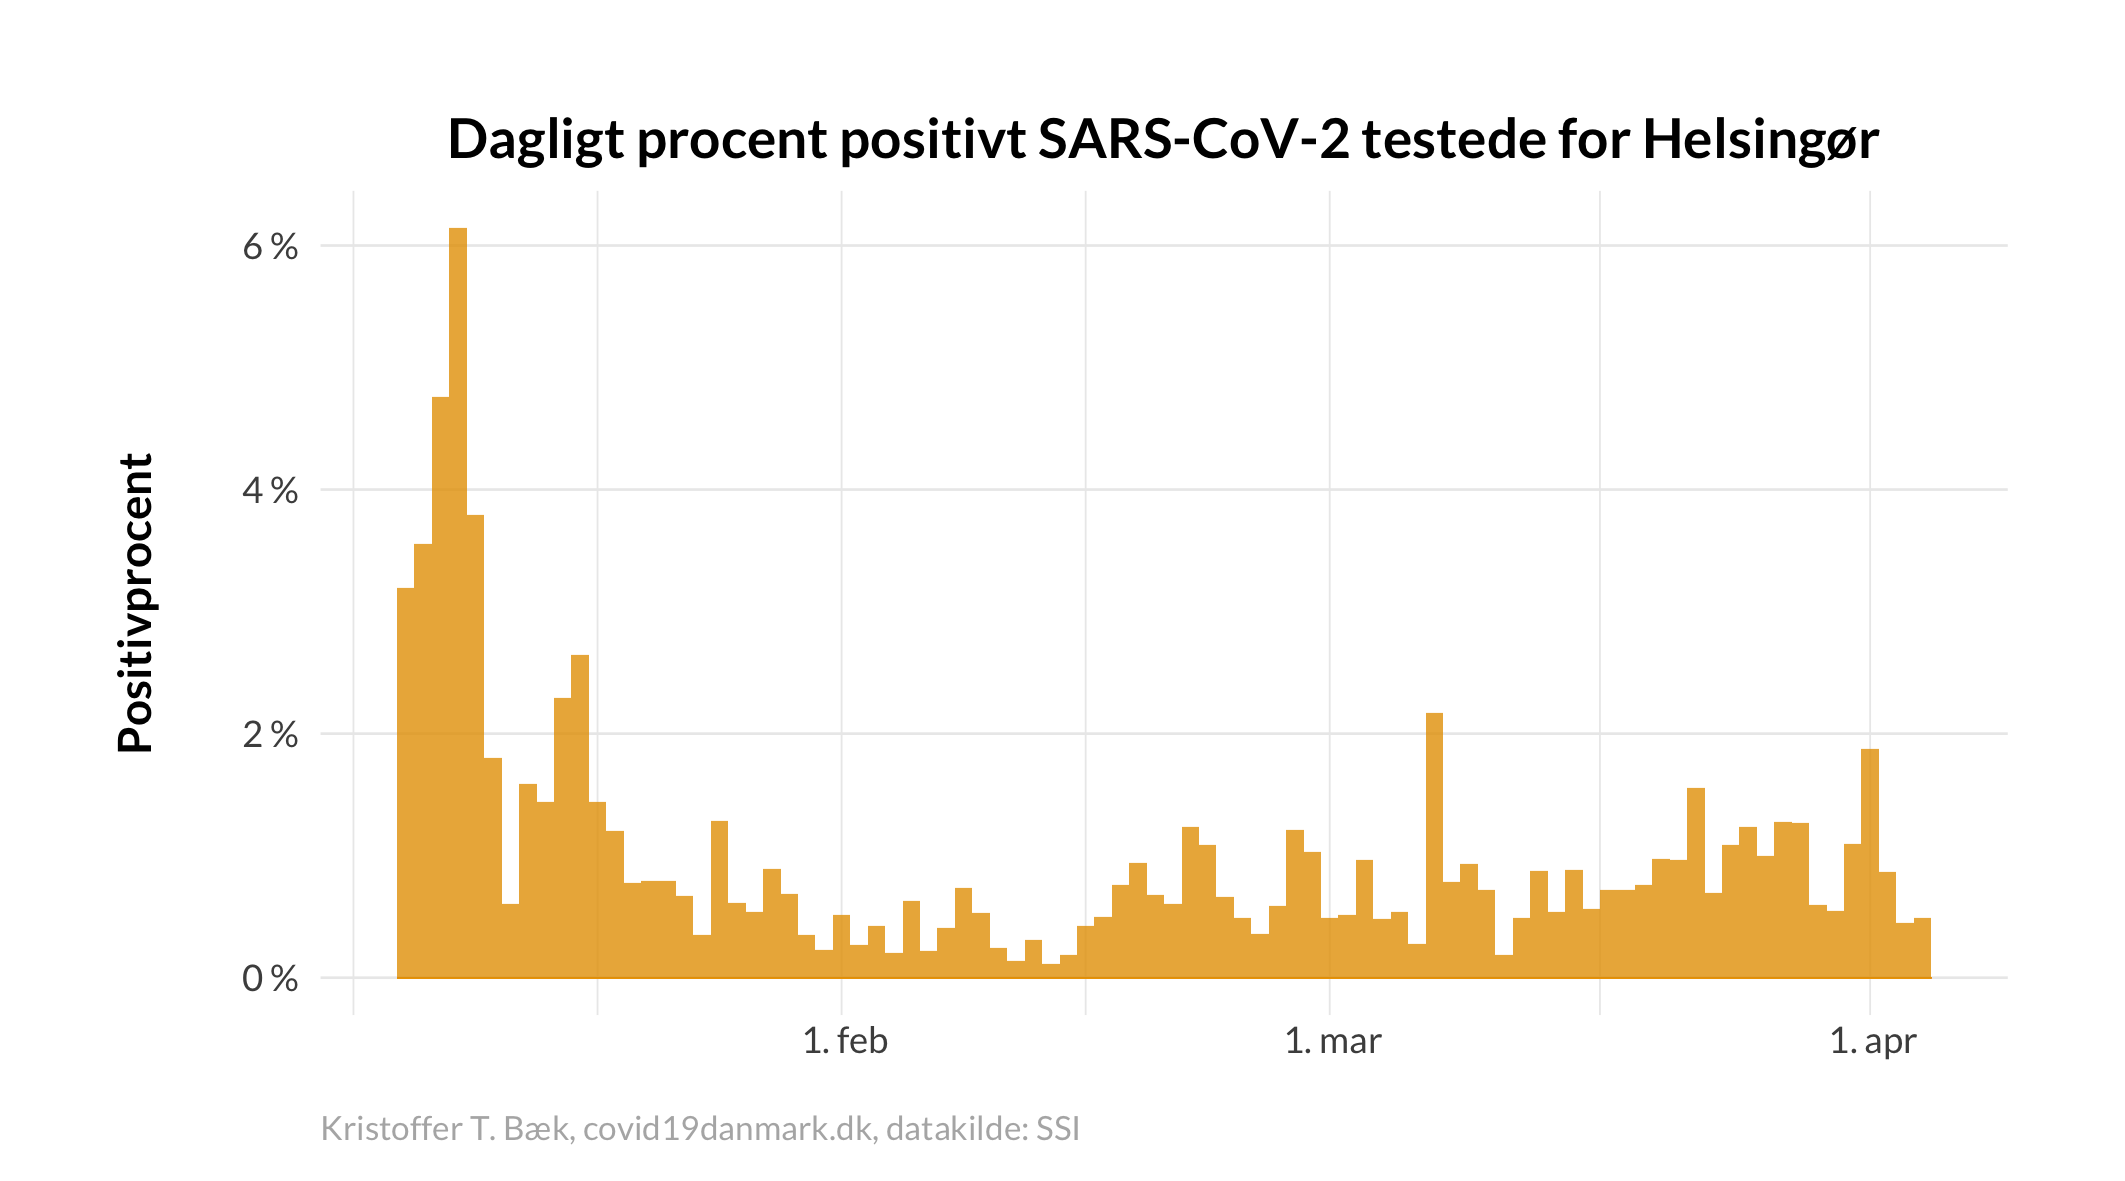 Dagligt procent positivt SARS-CoV-2 testede for Helsingør
Positivprocent
6 %
4 %
2 %
0 %
1. feb
1. mar
1. apr
Kristoffer T. Bæk, covid19danmark.dk, datakilde: SSI